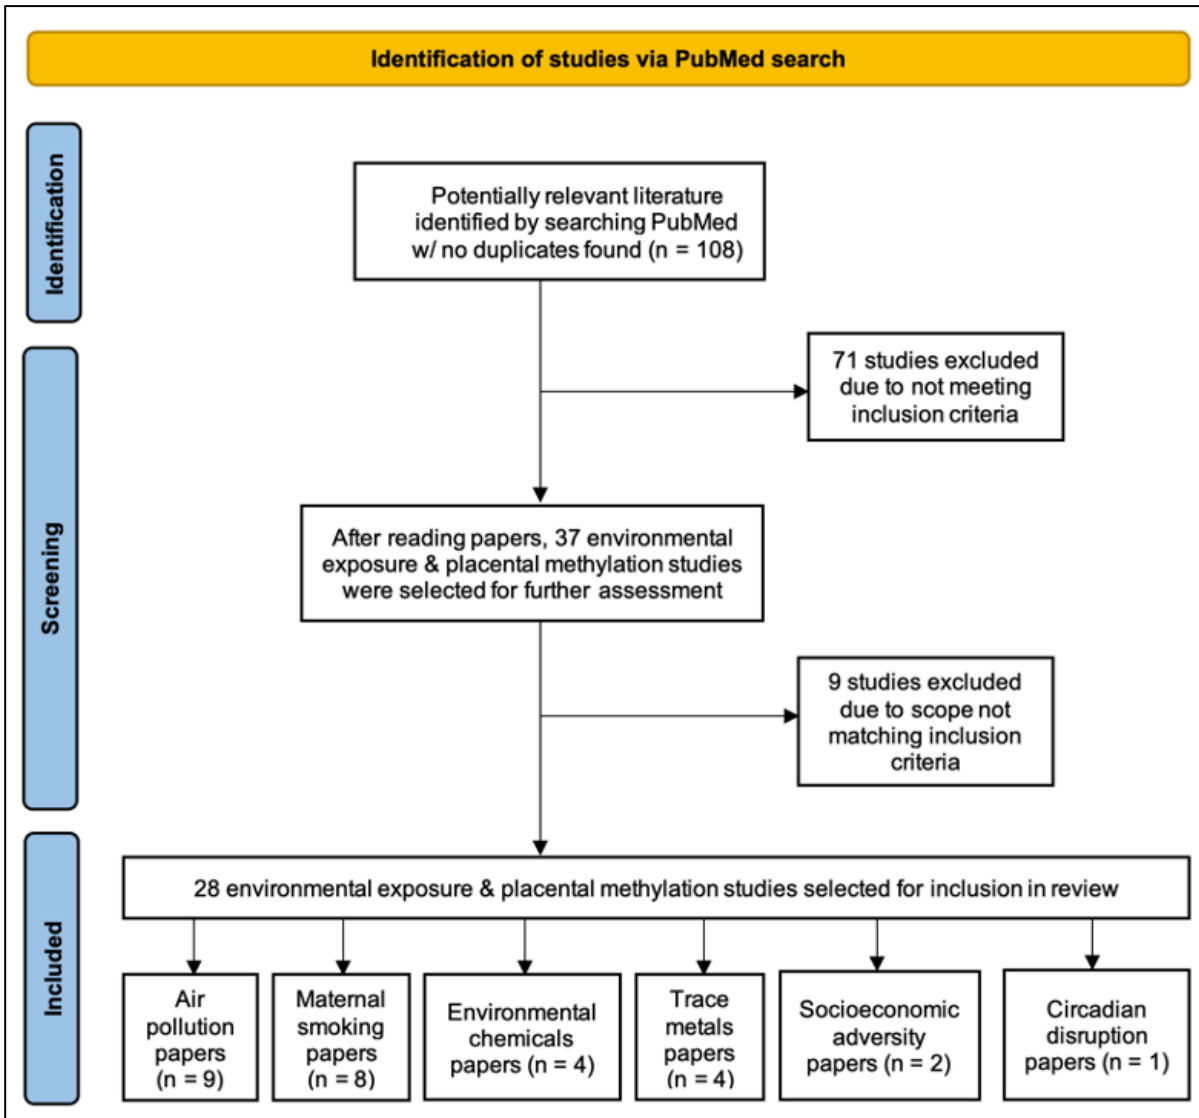 Identification of studies via PubMed search
Identification
Potentially relevant literature
identified by searching PubMed
w/ no duplicates found (n = 108)
Screening
71 studies excluded
due to not meeting
inclusion criteria
After reading papers, 37 environmental
exposure & placental methylation studies
were selected for further assessment
9 studies excluded
due to scope not
matching inclusion
criteria
Included
28 environmental exposure & placental methylation studies selected for inclusion in review
Air
pollution
papers
(n = 9)
Maternal
smoking
papers
(n = 8)
Environmental
chemicals
papers (n = 4)
Trace
metals
papers
(n = 4)
Socioeconomic
adversity
papers (n = 2)
Circadian
disruption
papers (n = 1)